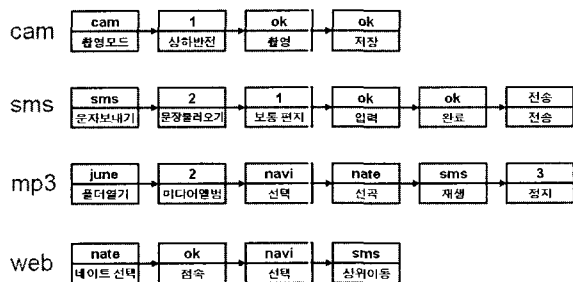 cam
cam 1 ok ok
촬영모드 상하반전 촬영 저장
sms
sms 2 1 ok ok 전송
문자보내기 문장불러오기 보통 편지 입력 완료 전송
mp3
june 2 navi nate sms 3
폴더열기 미디어앨범 선택 선곡 재생 정지
web
nate ok navi sms
네이트 선택 접속 선택 상위이동